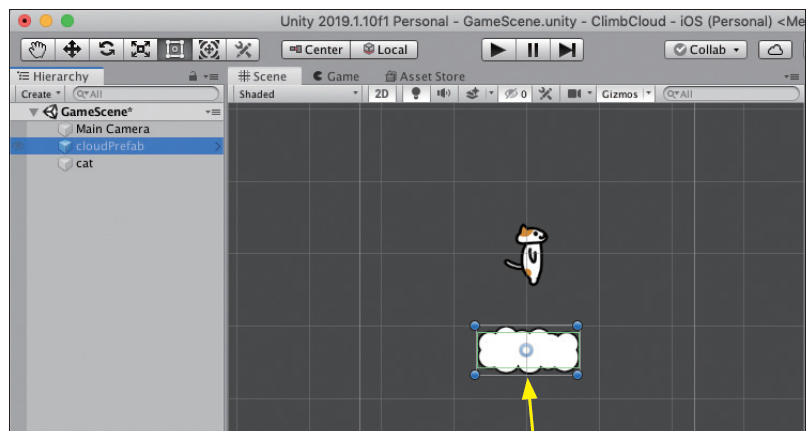 Unity 2019.1.10f1 Personal - GameScene.unity - ClimbCloud - iOS (Personal) <Me
Center Local Collab
Hierarchy # Scene Game Asset Store
Create All Shaded 2D 0 Gizmos All
GameScene*
Main Camera
cloudPrefab
cat